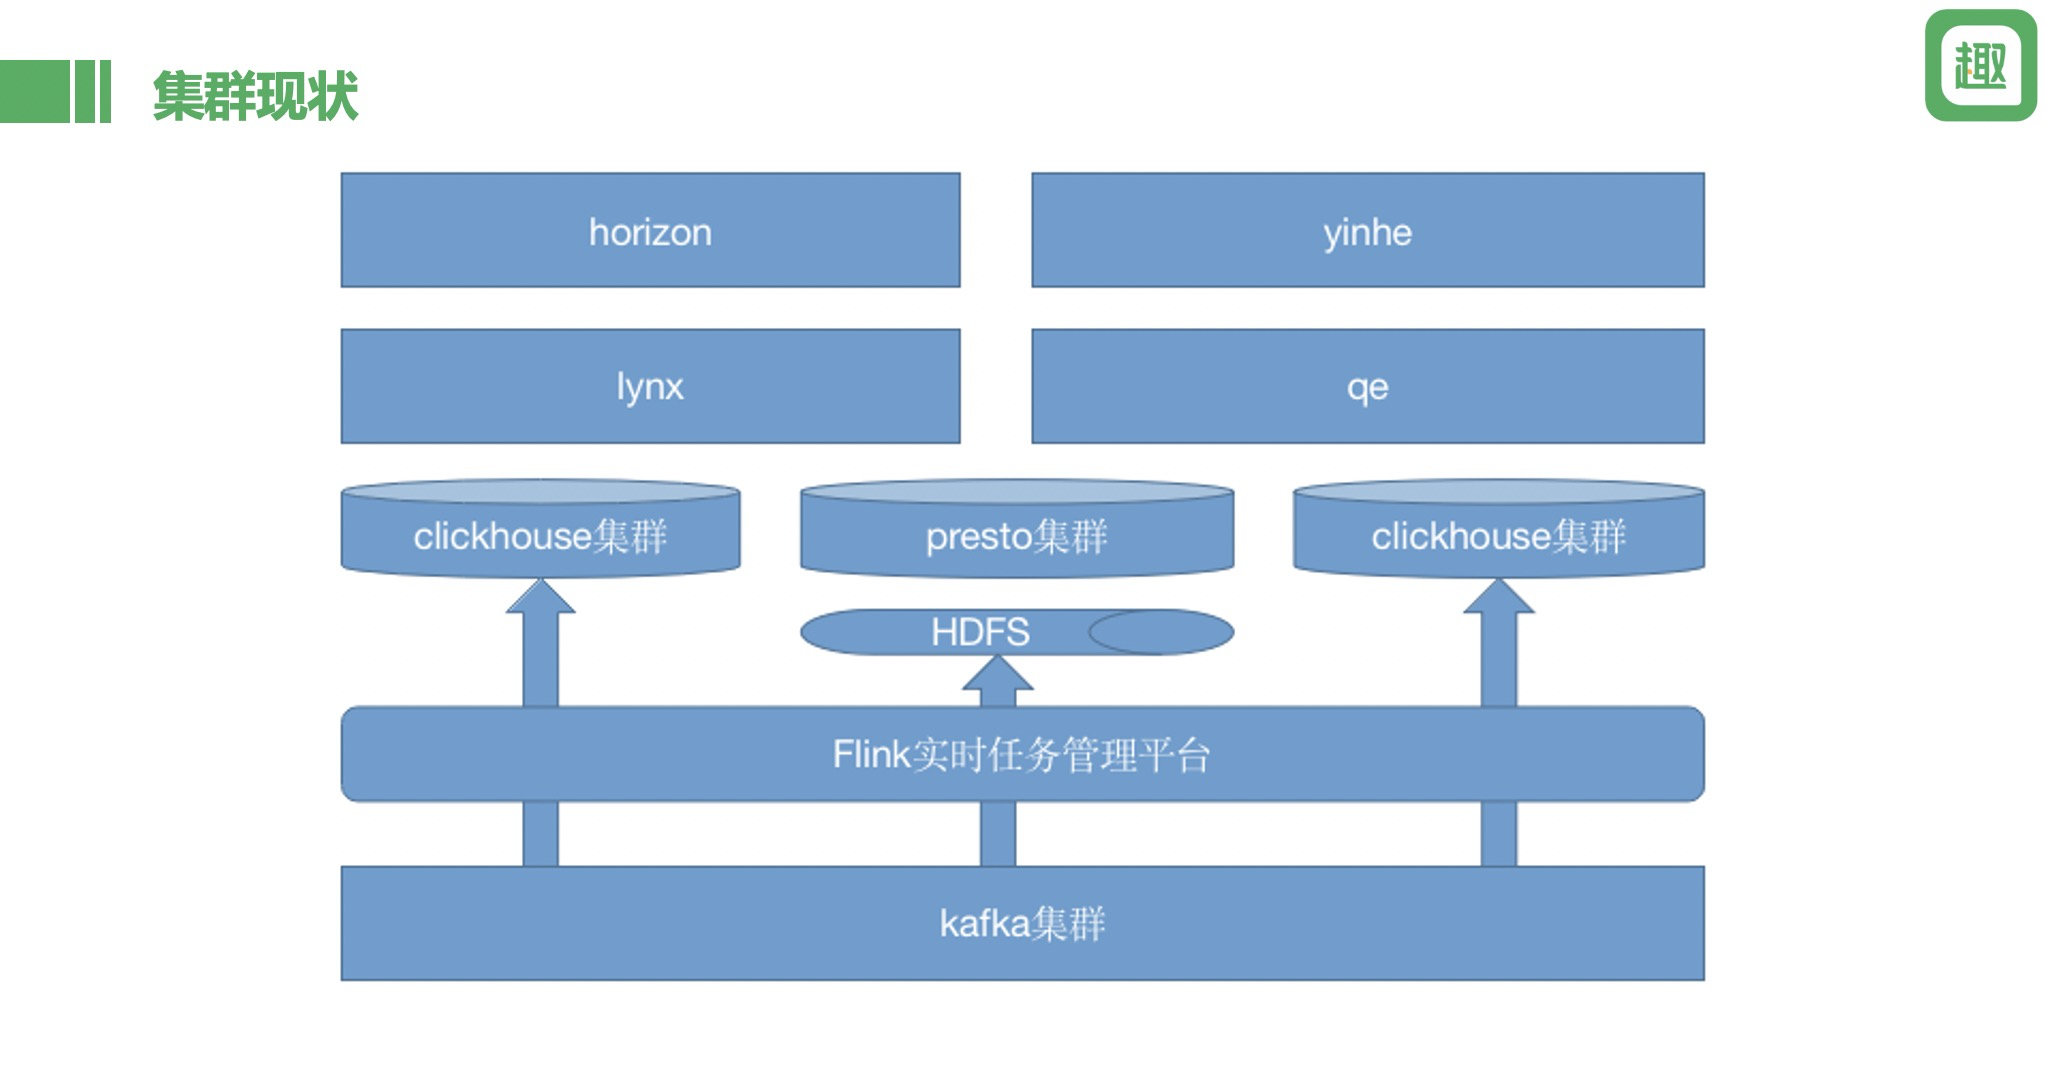 集群现状
趣
horizon
yinhe
lynx
qe
clickhouse集群
presto集群
clickhouse集群
HDFS
Flink实时任务管理平台
kafka集群